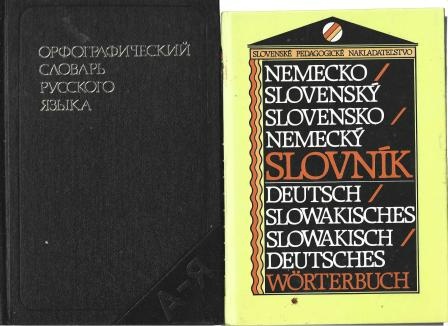 ОРФОГРАФИЧЕСКИЙ
СЛОВАРЬ
РУССКОГО
ЯЗЫКА
А-Я
SLOVENSKÉ PEDAGOGICKÉ NAKLADATEĽSTVO
NEMECKO /
SLOVENSKÝ
SLOVENSKO /
NEMECKÝ
SLOVNÍK
DEUTSCH /
SLOWAKISCHES
SLOWAKISCH /
DEUTSCHES
WÖRTERBUCH